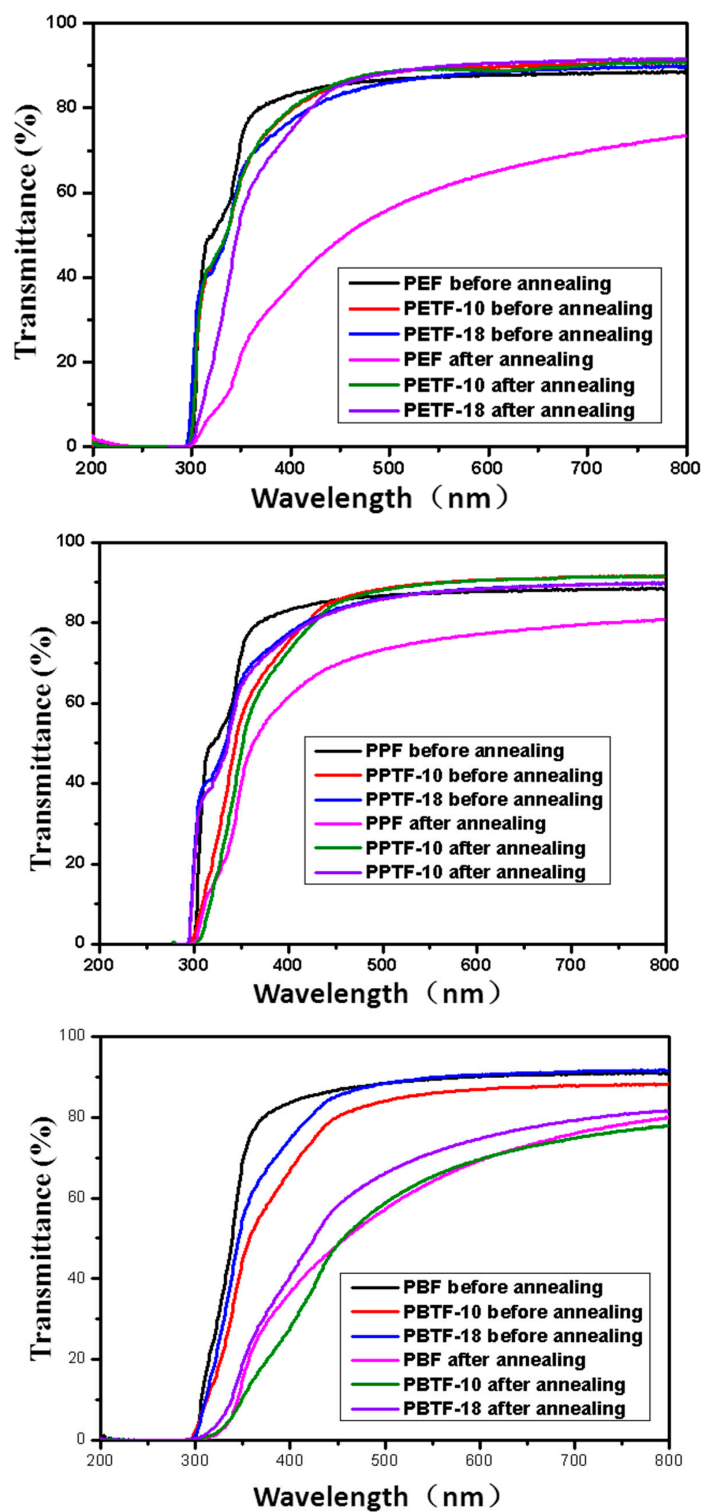 100
80
60
40
20
0
Transmittance (%)
PEF before annealing
PETF-10 before annealing
PETF-18 before annealing
PEF after annealing
PETF-10 after annealing
PETF-18 after annealing
200 300 400 500 600 700 800
Wavelength（nm）
100
80
60
40
20
0
Transmittance (%)
PPF before annealing
PPTF-10 before annealing
PPTF-18 before annealing
PPF after annealing
PPTF-10 after annealing
PPTF-10 after annealing
200 300 400 500 600 700 800
Wavelength（nm）
100
80
60
40
20
0
Transmittance (%)
PBF before annealing
PBTF-10 before annealing
PBTF-18 before annealing
PBF after annealing
PBTF-10 after annealing
PBTF-18 after annealing
200 300 400 500 600 700 800
Wavelength（nm）